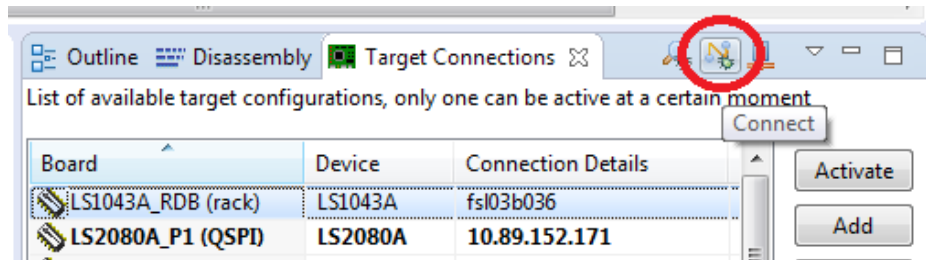 Outline Disassembly Target Connections
List of available target configurations, only one can be active at a certain moment
Connect
Board Device Connection Details
Activate
LS1043A_RDB (rack) LS1043A fsl03b036
Add
LS2080A_P1 (QSPI) LS2080A 10.89.152.171